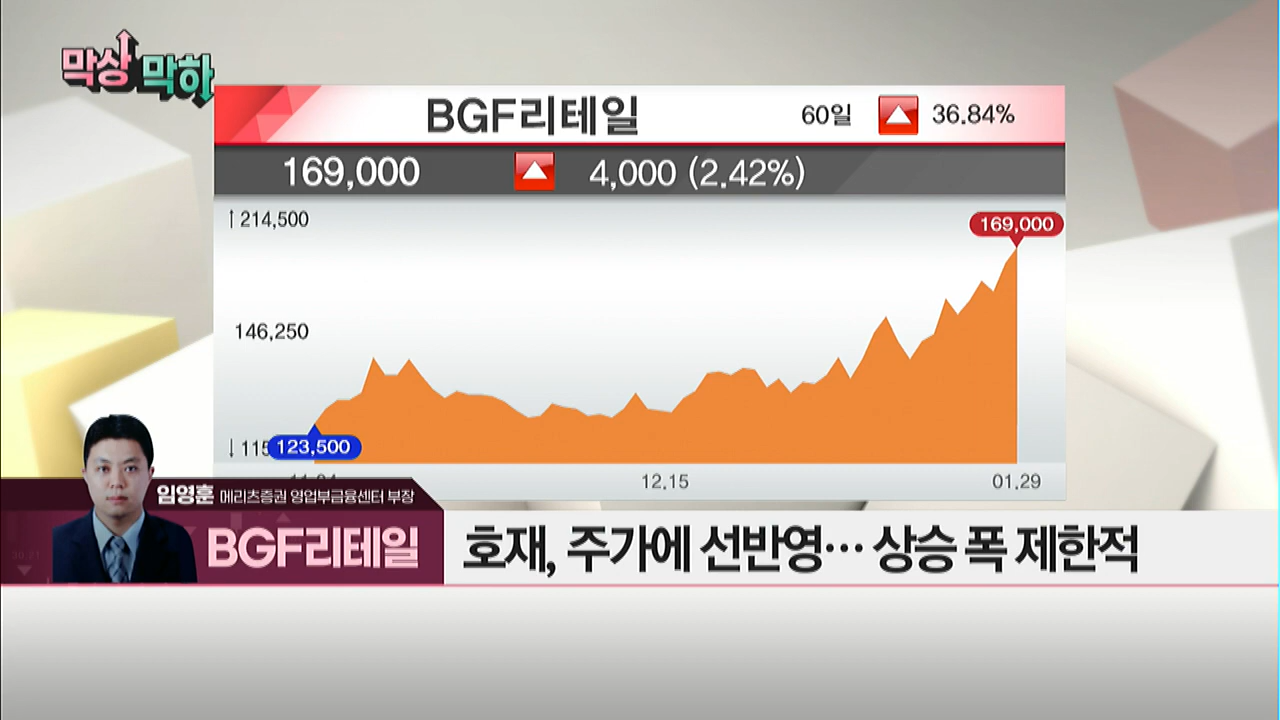 막상 막하
BGF리테일 60일 36.84%
169,000 4,000 (2.42%)
↑214,500
169,000
146,250
↓115
123,500
12.15 01.29
임영훈 메리츠증권 영업부금융센터 부장
BGF리테일
호재, 주가에 선반영… 상승 폭 제한적